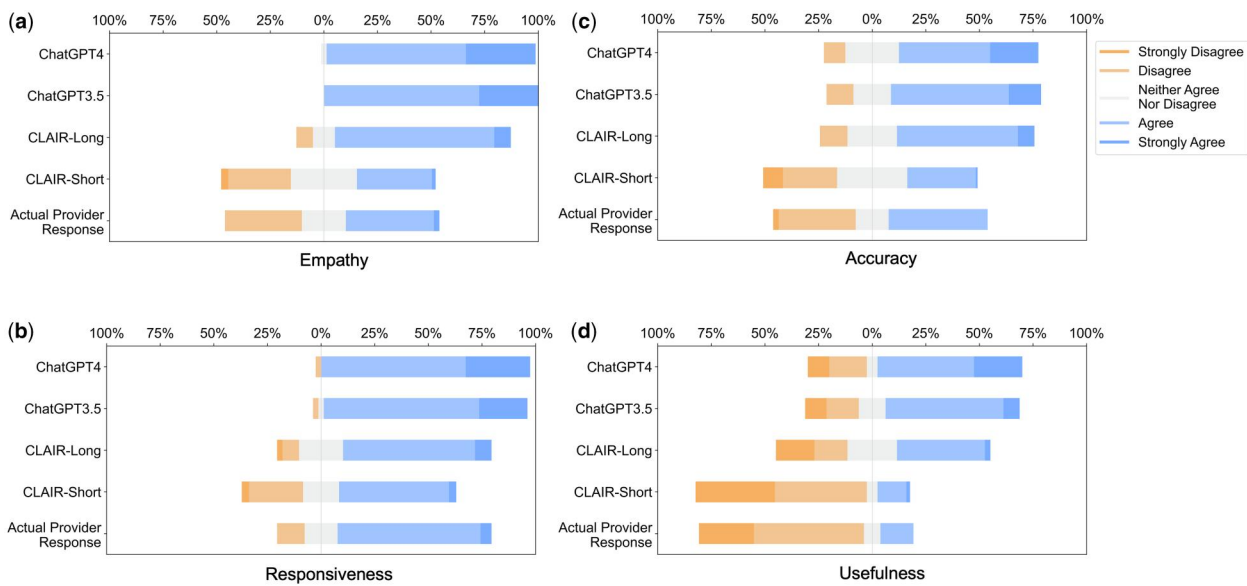 (a)
100% 75% 50% 25% 0% 25% 50% 75% 100%
ChatGPT4
ChatGPT3.5
CLAIR-Long
CLAIR-Short
Actual Provider
Response
Empathy
(c)
100% 75% 50% 25% 0% 25% 50% 75% 100%
ChatGPT4
ChatGPT3.5
CLAIR-Long
CLAIR-Short
Actual Provider
Response
Accuracy
Strongly Disagree
Disagree
Neither Agree
Nor Disagree
Agree
Strongly Agree
(b)
100% 75% 50% 25% 0% 25% 50% 75% 100%
ChatGPT4
ChatGPT3.5
CLAIR-Long
CLAIR-Short
Actual Provider
Response
Responsiveness
(d)
100% 75% 50% 25% 0% 25% 50% 75% 100%
ChatGPT4
ChatGPT3.5
CLAIR-Long
CLAIR-Short
Actual Provider
Response
Usefulness